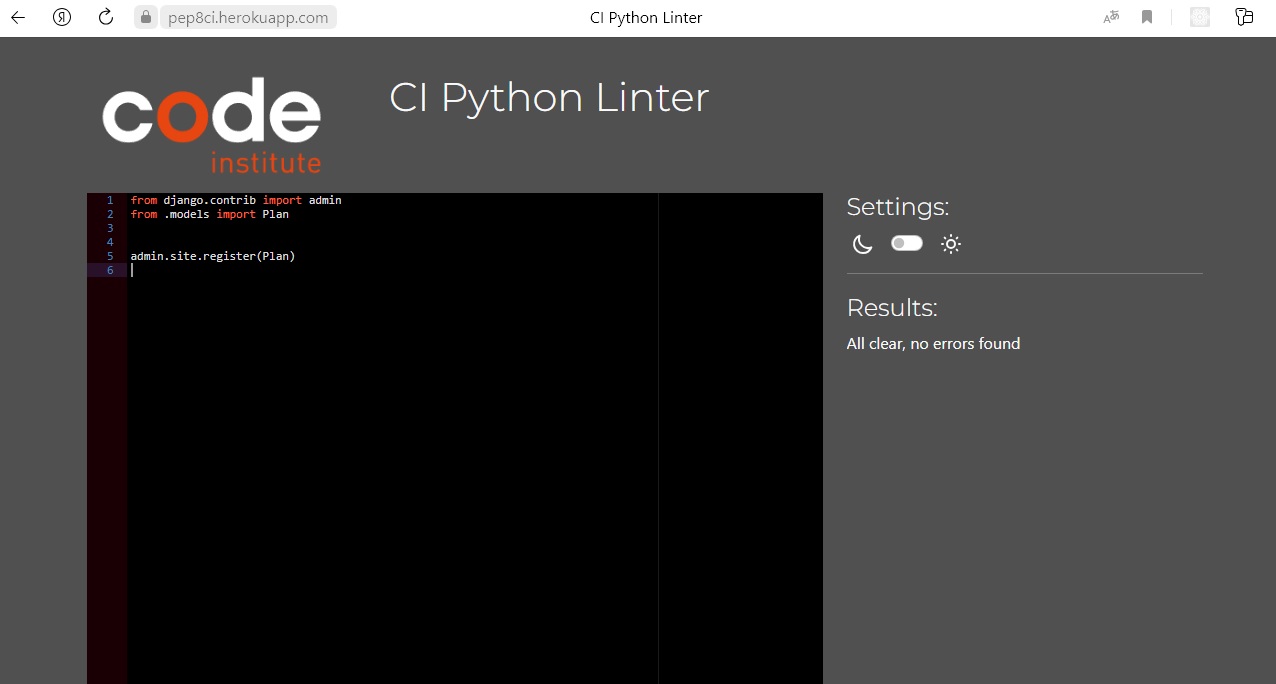 pep8ci.herokuapp.com
CI Python Linter
code
institute
CI Python Linter
1 from django.contrib import admin
2 from .models import Plan
3
4
5 admin.site.register(Plan)
6
Settings:
Results:
All clear, no errors found